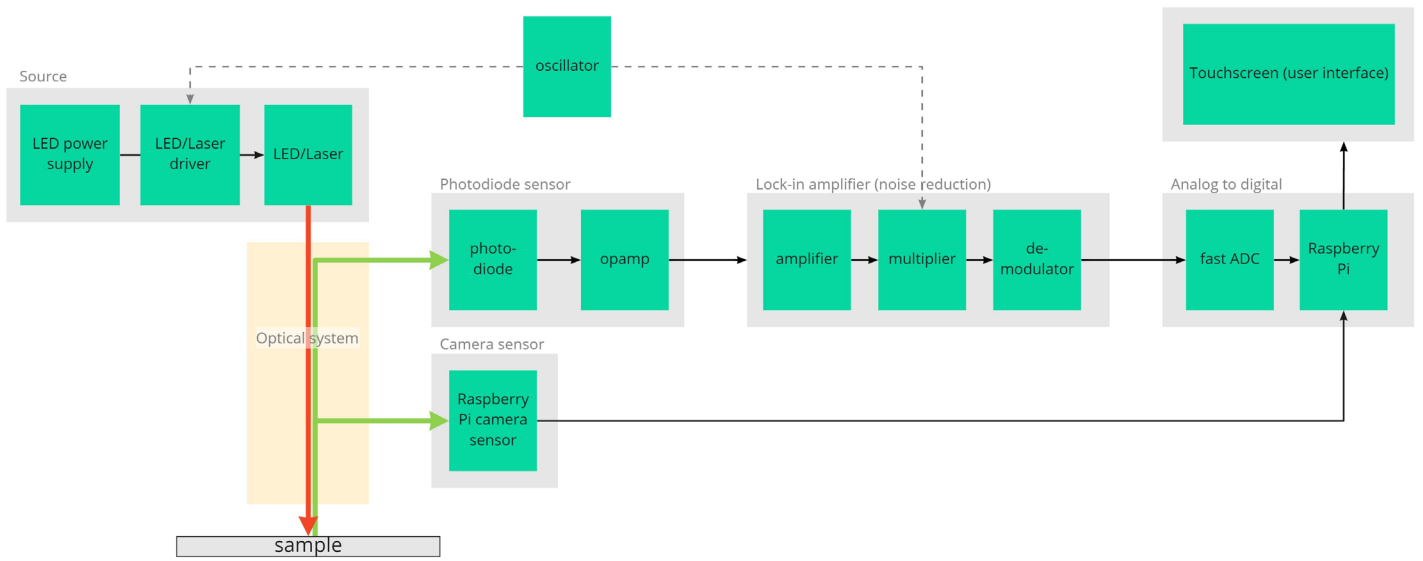 oscillator
Touchscreen (user interface)
Source
LED power
supply
LED/Laser
driver
LED/Laser
Photodiode sensor
photo-
diode
opamp
Lock-in amplifier (noise reduction)
amplifier
multiplier
de-
modulator
Analog to digital
fast ADC
Raspberry
Pi
Optical system
Camera sensor
Raspberry
Pi camera
sensor
sample